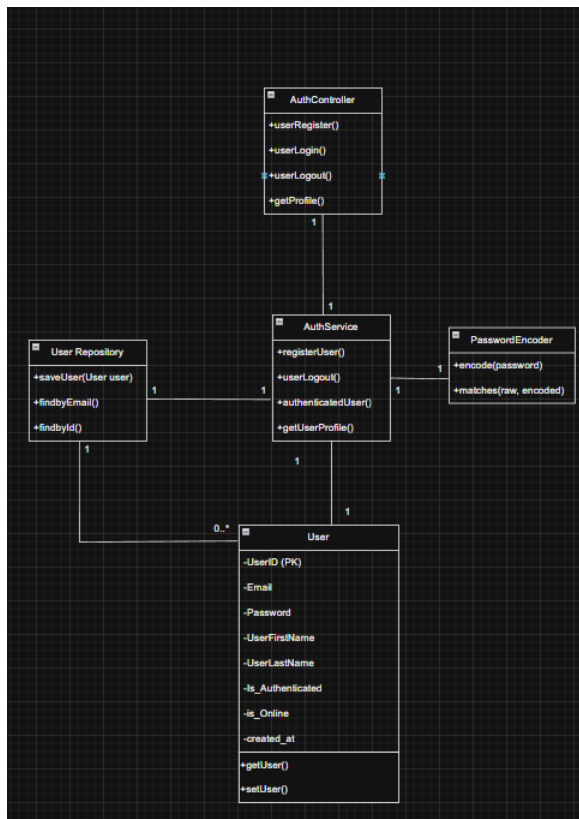 AuthController
+userRegister()
+userLogin()
+userLogout()
+getProfile()
1
1
AuthService
+registerUser()
+userLogout()
+authenticatedUser()
+getUserProfile()
PasswordEncoder
+encode(password)
+matches(raw, encoded)
1
1
User Repository
+saveUser(User user)
+findbyEmail()
+findbyId()
1
1
1
0..*
1
1
User
-UserID (PK)
-Email
-Password
-UserFirstName
-UserLastName
-Is_Authenticated
-is_Online
-created_at
+getUser()
+setUser()